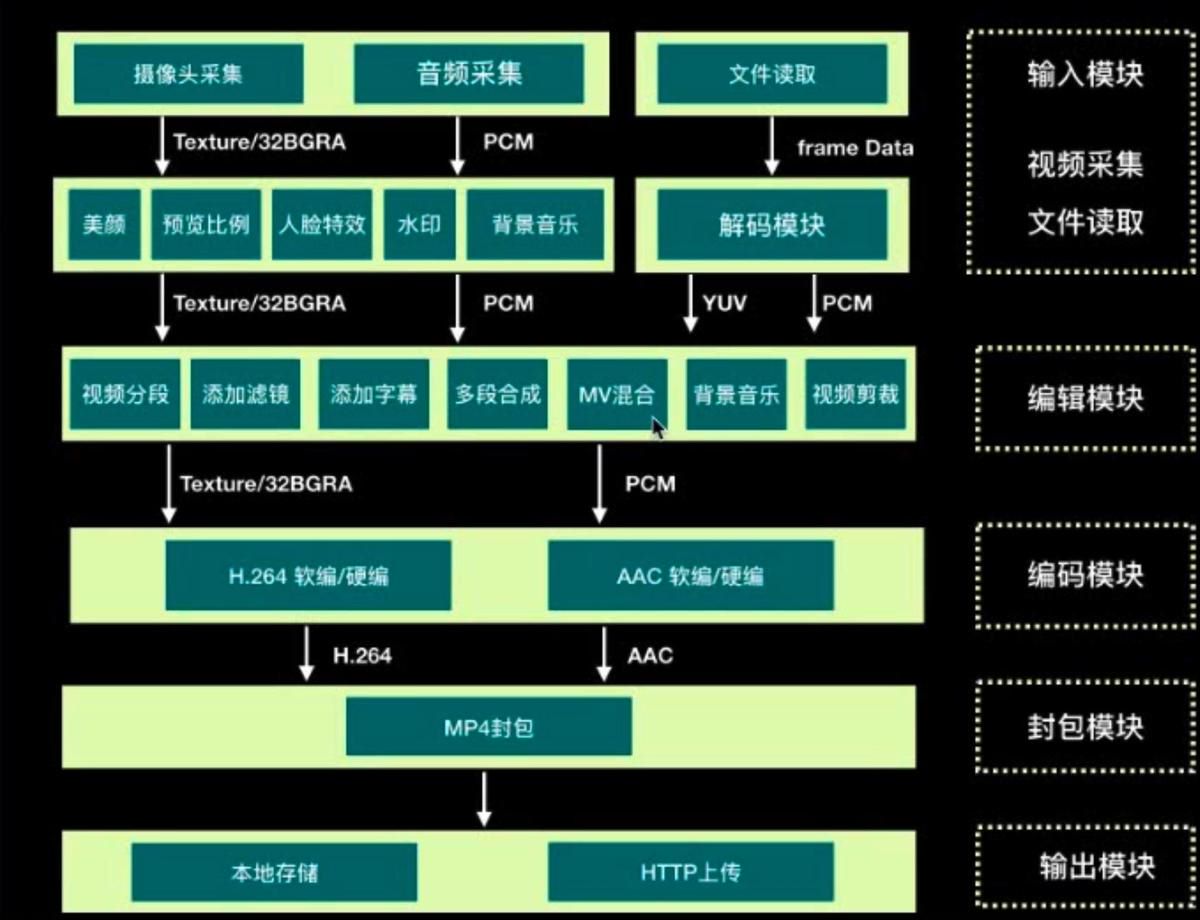 摄像头采集
音频采集
文件读取
输入模块
Texture/32BGRA
PCM
frame Data
视频采集
文件读取
美颜
预览比例
人脸特效
水印
背景音乐
解码模块
Texture/32BGRA
PCM
YUV
PCM
视频分段
添加滤镜
添加字幕
多段合成
MV混合
背景音乐
视频剪裁
编辑模块
Texture/32BGRA
PCM
H.264 软编/硬编
AAC 软编/硬编
编码模块
H.264
AAC
MP4封包
封包模块
本地存储
HTTP上传
输出模块